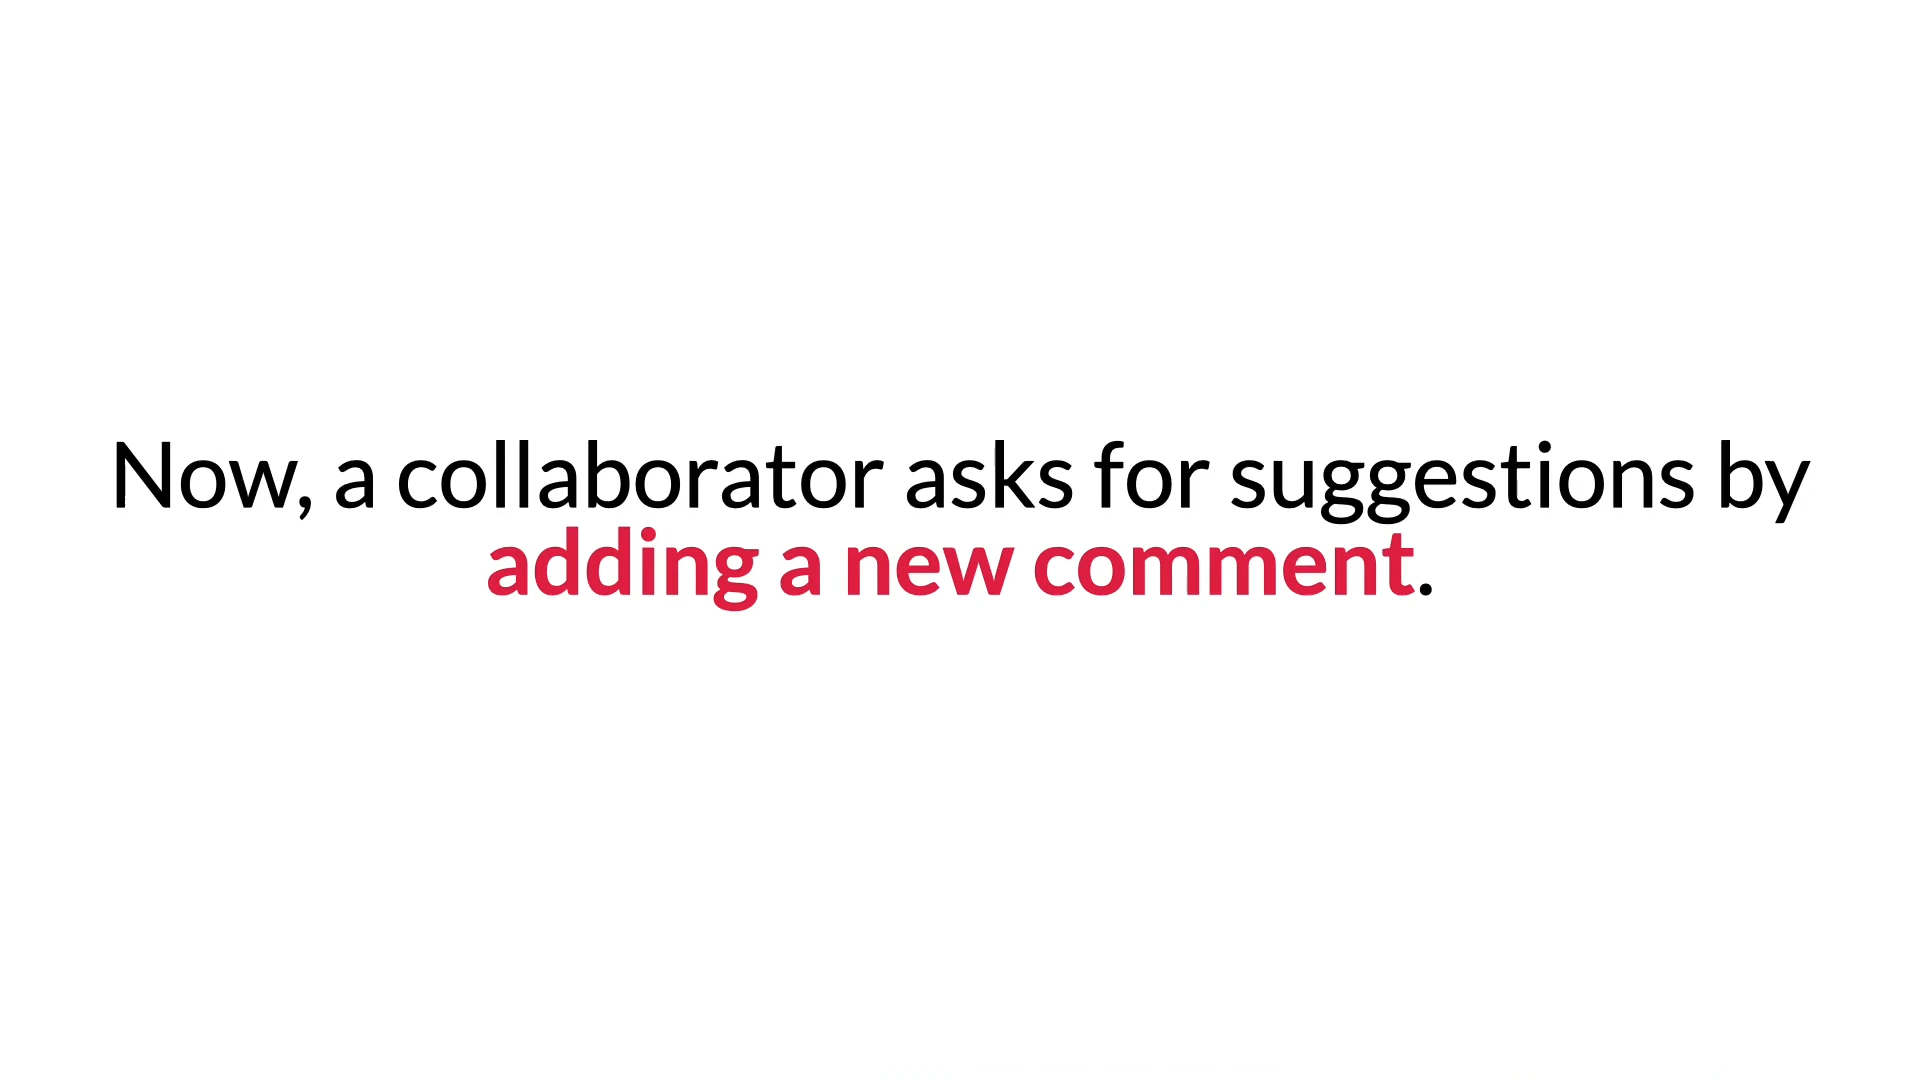 Now, a collaborator asks for suggestions by
adding a new comment.